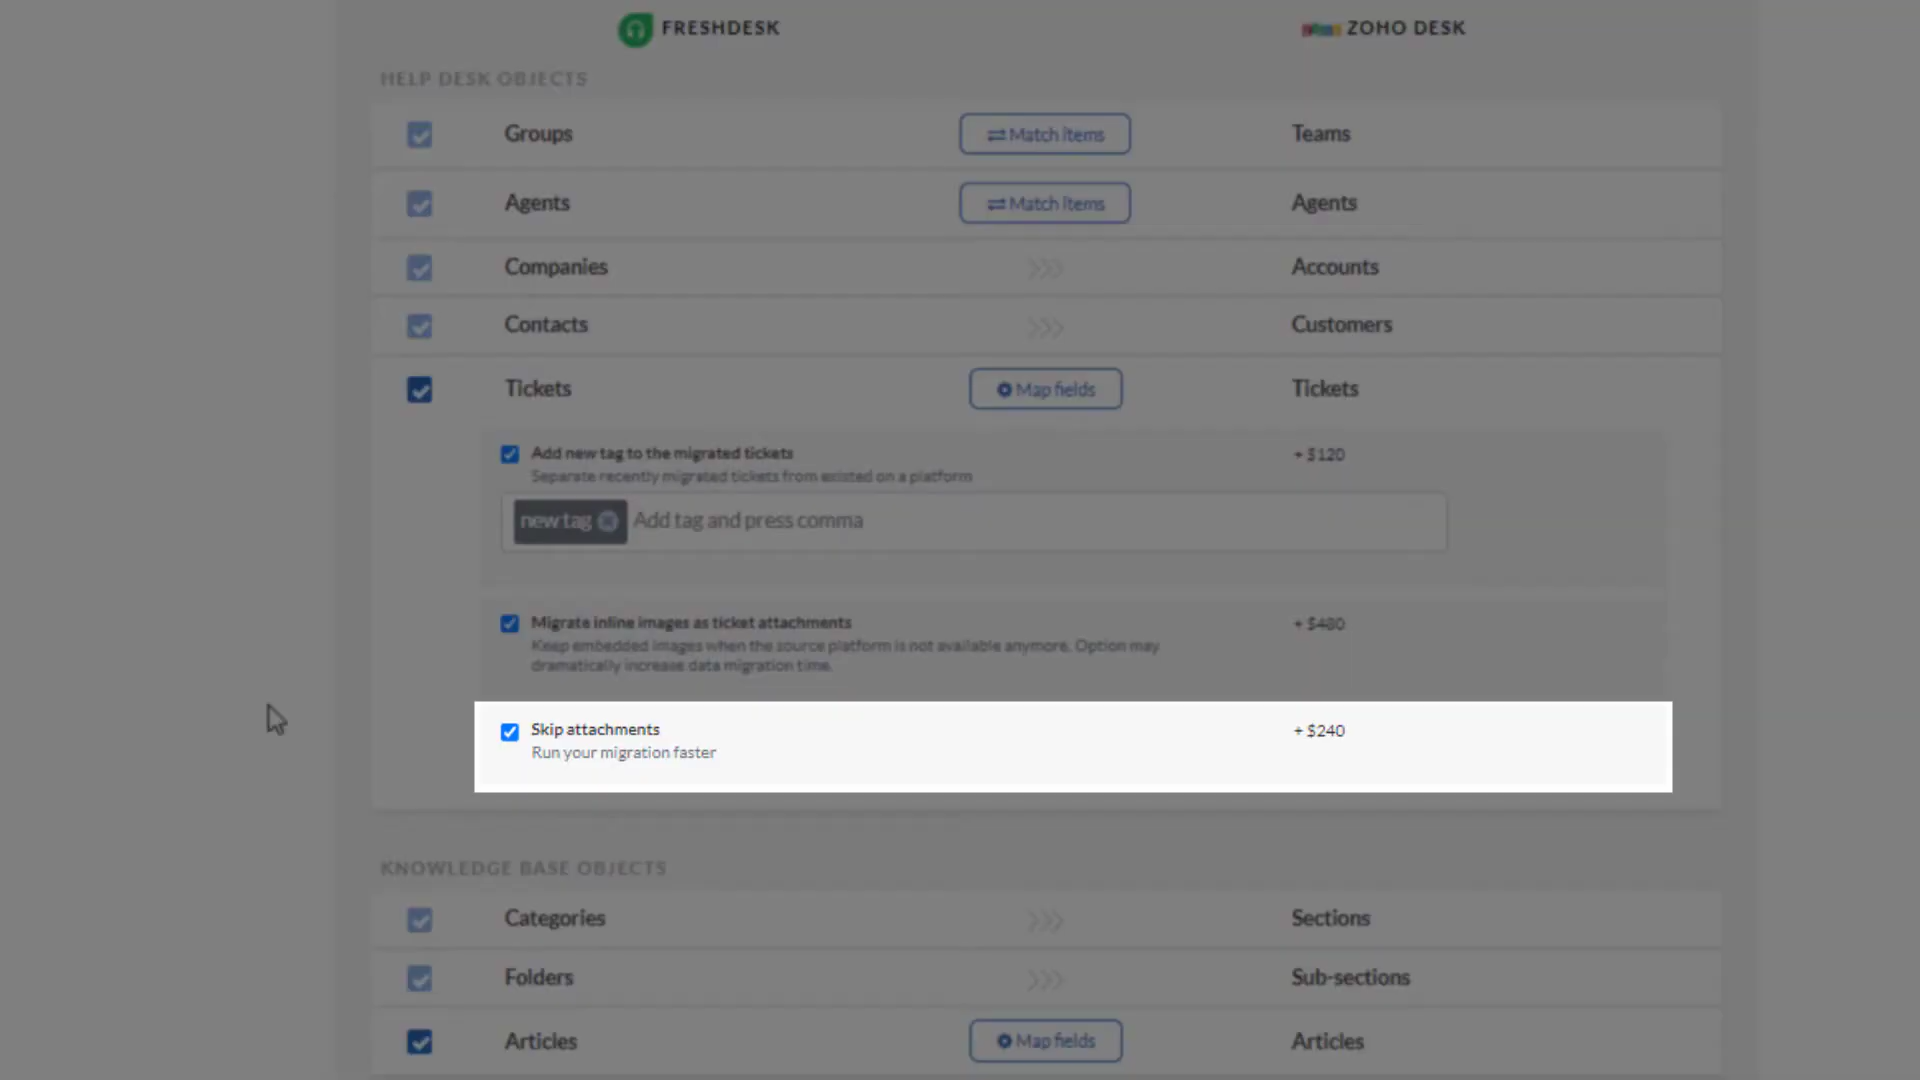 FRESHDESK
ZOHO DESK
HELP DESK OBJECTS
Groups
Match items
Teams
Agents
Match items
Agents
Companies
Accounts
Contacts
Customers
Tickets
Map fields
Tickets
Add new tag to the migrated tickets
+ $120
Separate recently migrated tickets from existed on a platform
new tag
Add tag and press comma
Migrate inline images as ticket attachments
+ $480
Keep embedded images when the source platform is not available anymore. Option may
dramatically increase data migration time.
Skip attachments
+ $240
Run your migration faster
KNOWLEDGE BASE OBJECTS
Categories
Sections
Folders
Sub-sections
Articles
Map fields
Articles